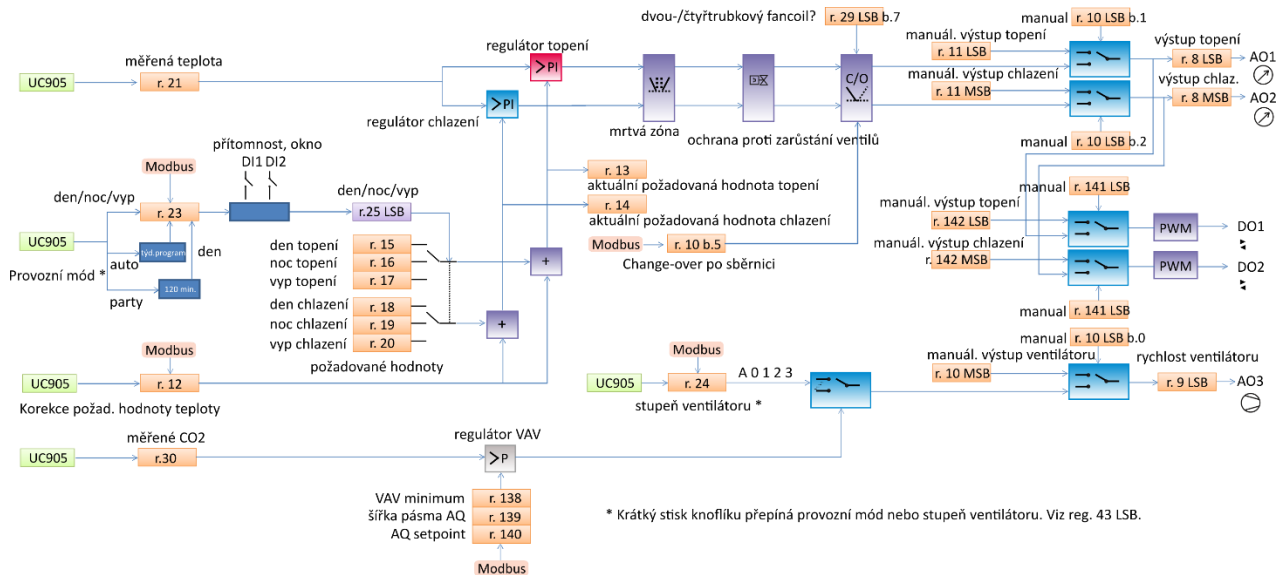 dvou-/čtyřtrubkový fancoil?
r. 29 LSB b.7
manual
r. 10 LSB b.1
manuál. výstup topení
r. 11 LSB
výstup topení
r. 8 LSB
AO1
regulátor topení
PI
C/O
manuál. výstup chlazení
r. 11 MSB
výstup chlaz.
r. 8 MSB
AO2
měřená teplota
UC905
r. 21
PI
regulátor chlazení
mrtvá zóna
ochrana proti zarůstání ventilů
manual
r. 10 LSB b.2
přítomnost, okno
DI1 DI2
Modbus
den/noc/vyp
r. 23
den/noc/vyp
r.25 LSB
r. 13
aktuální požadovaná hodnota topení
r. 14
aktuální požadovaná hodnota chlazení
manual
r. 141 LSB
manuál. výstup topení
r. 142 LSB
PWM
DO1
UC905
auto
týd.program
den
Provozní mód *
party
120 min.
den topení
r. 15
noc topení
r. 16
vyp topení
r. 17
+
Modbus
r. 10 b.5
Change-over po sběrnici
manuál. výstup chlazení
r. 142 MSB
PWM
DO2
den chlazení
r. 18
noc chlazení
r. 19
vyp chlazení
r. 20
+
požadované hodnoty
manual
r. 141 LSB
Modbus
UC905
r. 12
Korekce požad. hodnoty teploty
manual
r. 10 LSB b.0
Modbus
UC905
r. 24
A 0 1 2 3
stupeň ventilátoru *
manuál. výstup ventilátoru
r. 10 MSB
rychlost ventilátoru
r. 9 LSB
AO3
měřené CO2
UC905
r.30
regulátor VAV
P
VAV minimum
r. 138
šířka pásma AQ
r. 139
AQ setpoint
r. 140
Modbus
* Krátký stisk knoflíku přepíná provozní mód nebo stupeň ventilátoru. Viz reg. 43 LSB.